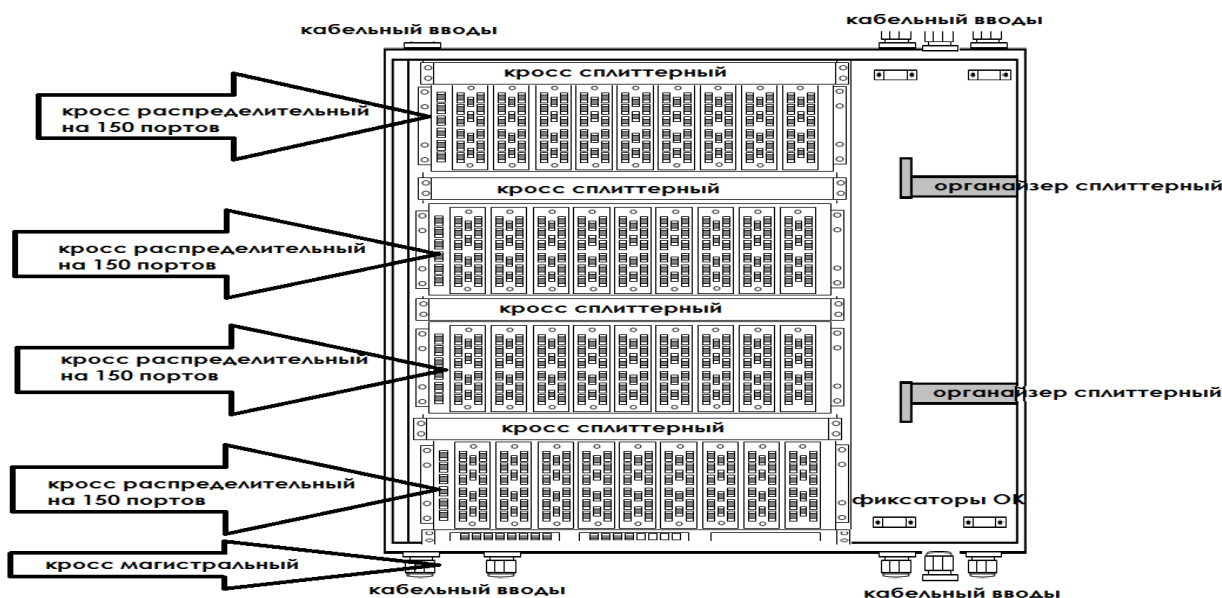 кабельный вводы
кабельный вводы
кросс сплиттерный
кросс распределительный
на 150 портов
кросс сплиттерный
органайзер сплиттерный
кросс распределительный
на 150 портов
кросс сплиттерный
кросс распределительный
на 150 портов
органайзер сплиттерный
кросс сплиттерный
кросс распределительный
на 150 портов
фиксаторы ОК
кросс магистральный
кабельный вводы
кабельный вводы